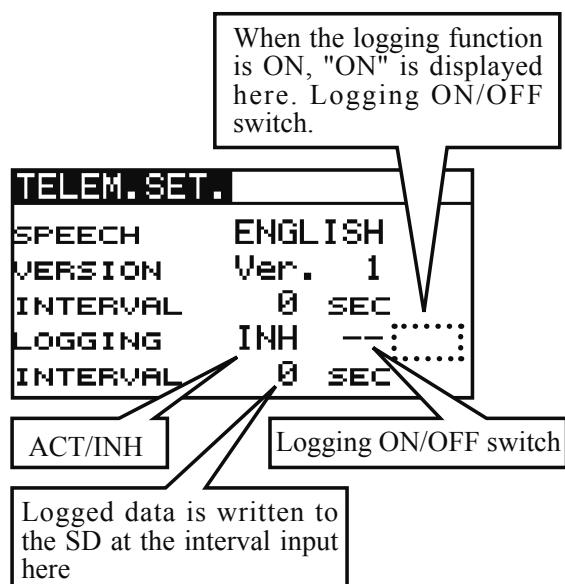 When the logging function
is ON, "ON" is displayed
here. Logging ON/OFF
switch.
TELEM.SET.
SPEECH ENGLISH
VERSION Ver. 1
INTERVAL 0 SEC
LOGGING INH --
INTERVAL 0 SEC
ACT/INH
Logging ON/OFF switch
Logged data is written to
the SD at the interval input
here